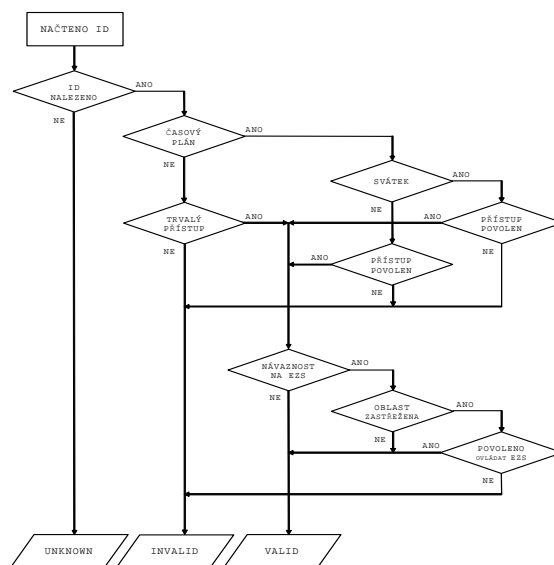 NAČTENO ID
ID
NALEZENO
ANO
NE
ČASOVÝ
PLÁN
ANO
NE
SVÁTEK
ANO
NE
TRVALÝ
PŘÍSTUP
ANO
NE
ANO
PŘÍSTUP
POVOLEN
NE
ANO
PŘÍSTUP
POVOLEN
NE
NÁVAZNOST
NA EZS
ANO
NE
OBLAST
ZASTŘEŽENA
ANO
NE
ANO
POVOLENO
OVLÁDAT EZS
NE
UNKNOWN
INVALID
VALID